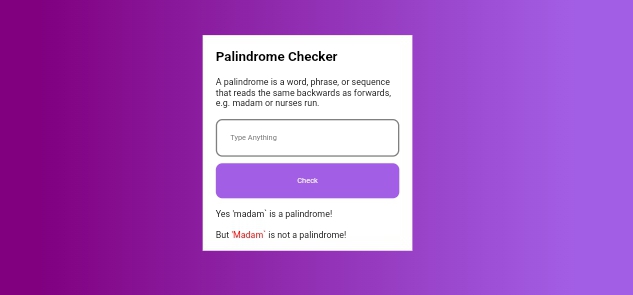 Palindrome Checker
A palindrome is a word, phrase, or sequence
that reads the same backwards as forwards,
e.g. madam or nurses run.
Type Anything
Check
Yes 'madam` is a palindrome!
But 'Madam` is not a palindrome!